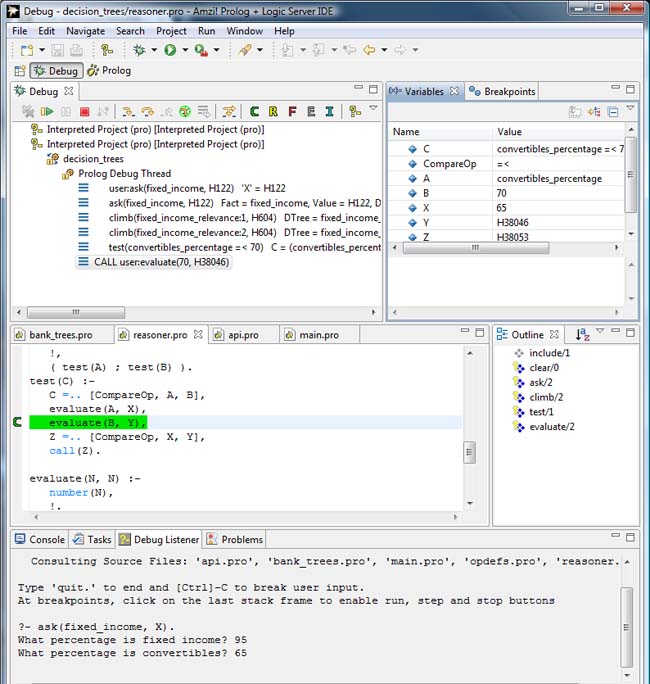 Debug - decision_trees/reasoner.pro - Amzi! Prolog + Logic Server IDE
File Edit Navigate Search Project Run Window Help
Debug Prolog
Debug
C R F E I
Interpreted Project (pro) [Interpreted Project (pro)]
Interpreted Project (pro) [Interpreted Project (pro)]
decision_trees
Prolog Debug Thread
user:ask(fixed_income, H122) 'X' = H122
ask(fixed_income, H122) Fact = fixed_income, Value = H122, D
climb(fixed_income_relevance:1, H604) DTree = fixed_incom
climb(fixed_income_relevance:2, H604) DTree = fixed_incom
test(convertibles_percentage =< 70) C = (convertibles_percent
CALL user:evaluate(70, H38046)
(x)= Variables Breakpoints
Name Value
C convertibles_percentage =< 7
CompareOp =<
A convertibles_percentage
B 70
X 65
Y H38046
Z H38053
bank_trees.pro reasoner.pro api.pro main.pro
!,
( test(A) ; test(B) ).
test(C) :-
C =.. [CompareOp, A, B],
evaluate(A, X),
C evaluate(B, Y),
Z =.. [CompareOp, X, Y],
call(Z).
evaluate(N, N) :-
number(N),
!.
Outline
include/1
clear/0
ask/2
climb/2
test/1
evaluate/2
Console Tasks Debug Listener Problems
Consulting Source Files: 'api.pro', 'bank_trees.pro', 'main.pro', 'opdefs.pro', 'reasoner.
Type 'quit.' to end and [Ctrl]-C to break user input.
At breakpoints, click on the last stack frame to enable run, step and stop buttons
?- ask(fixed_income, X).
What percentage is fixed income? 95
What percentage is convertibles? 65